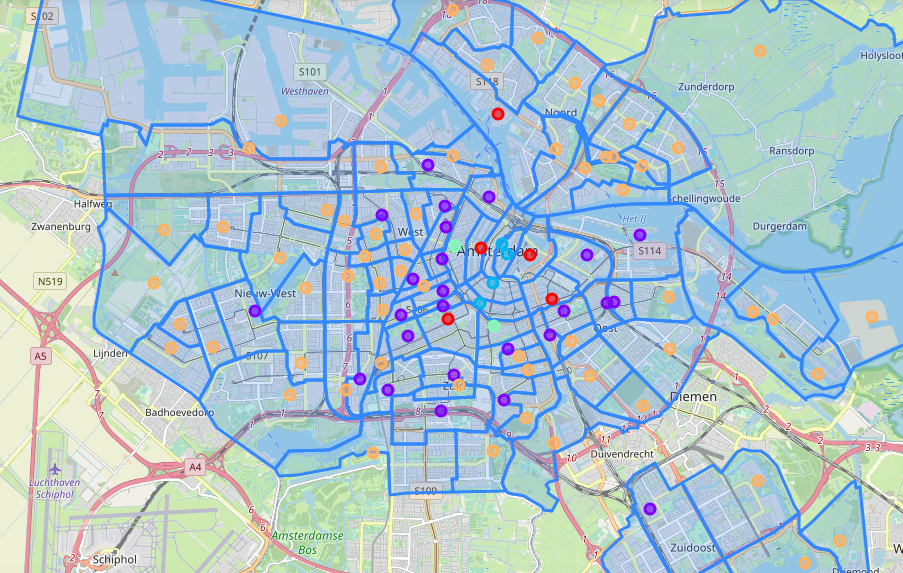 S102
S101
Westhaven
S118
Noord
Zunderdorp
Holysloot
Ransdorp
Halfweg
Zwanenburg
Schellingwoude
Het IJ
Durgerdam
West
S114
Amsterdam
N519
Nieuw-West
Oost
A5
Lijnden
S107
Zuid
Badhoevedorp
Diemen
A4
Duivendrecht
Luchthaven
Schiphol
S109
Amsterdamse
Bos
Zuidoost
Schiphol
Driemond